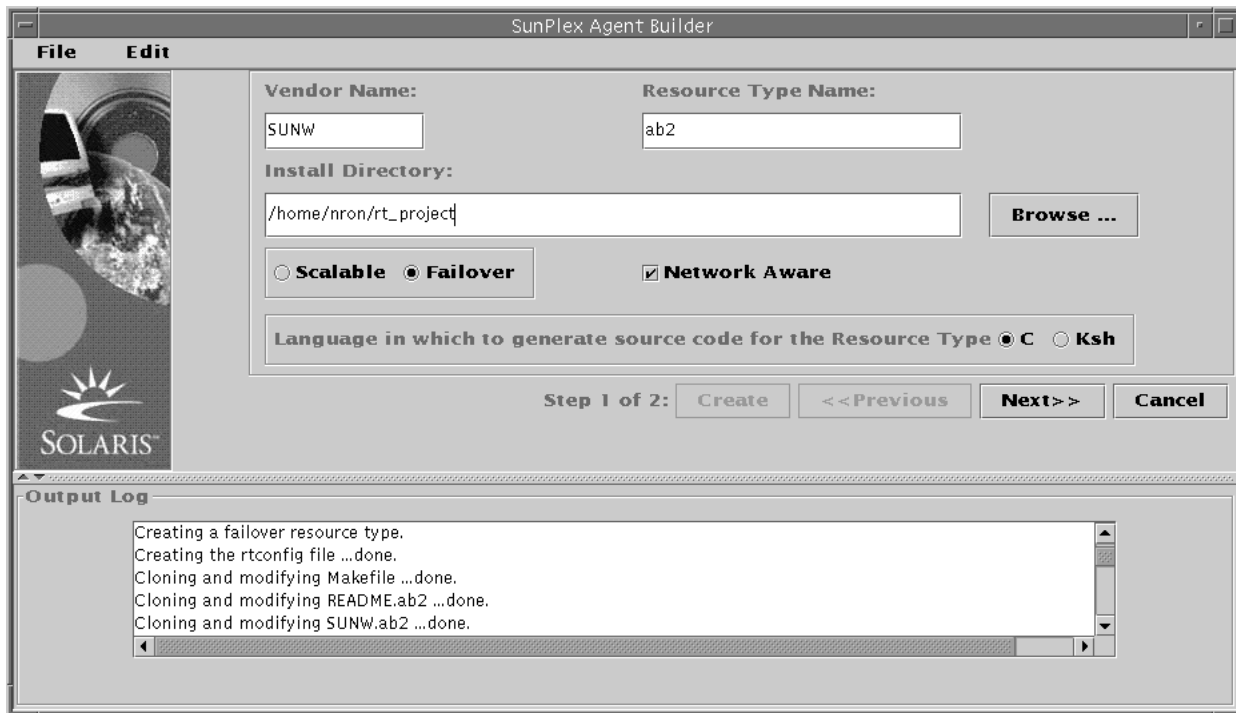 SunPlex Agent Builder
File Edit
Vendor Name: Resource Type Name:
SUNW ab2
Install Directory:
/home/nron/rt_project Browse ...
Scalable Failover Network Aware
Language in which to generate source code for the Resource Type C Ksh
Step 1 of 2: Create <<Previous Next>> Cancel
SOLARIS™
Output Log
Creating a failover resource type.
Creating the rtconfig file ...done.
Cloning and modifying Makefile ...done.
Cloning and modifying README.ab2 ...done.
Cloning and modifying SUNW.ab2 ...done.